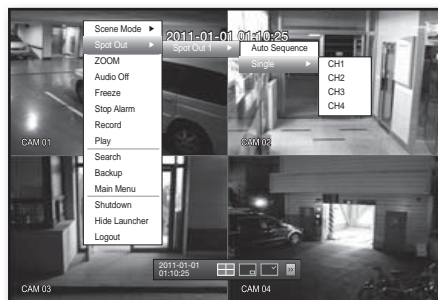 Scene Mode
2011-01-01 01:10:25
Spot Out
Spot Out 1
Auto Sequence
ZOOM
Single
CH1
Audio Off
CH2
Freeze
CH3
Stop Alarm
CH4
Record
Play
CAM 01
CAM 02
Search
Backup
Main Menu
Shutdown
Hide Launcher
Logout
2011-01-01
01:10:25
CAM 03
CAM 04